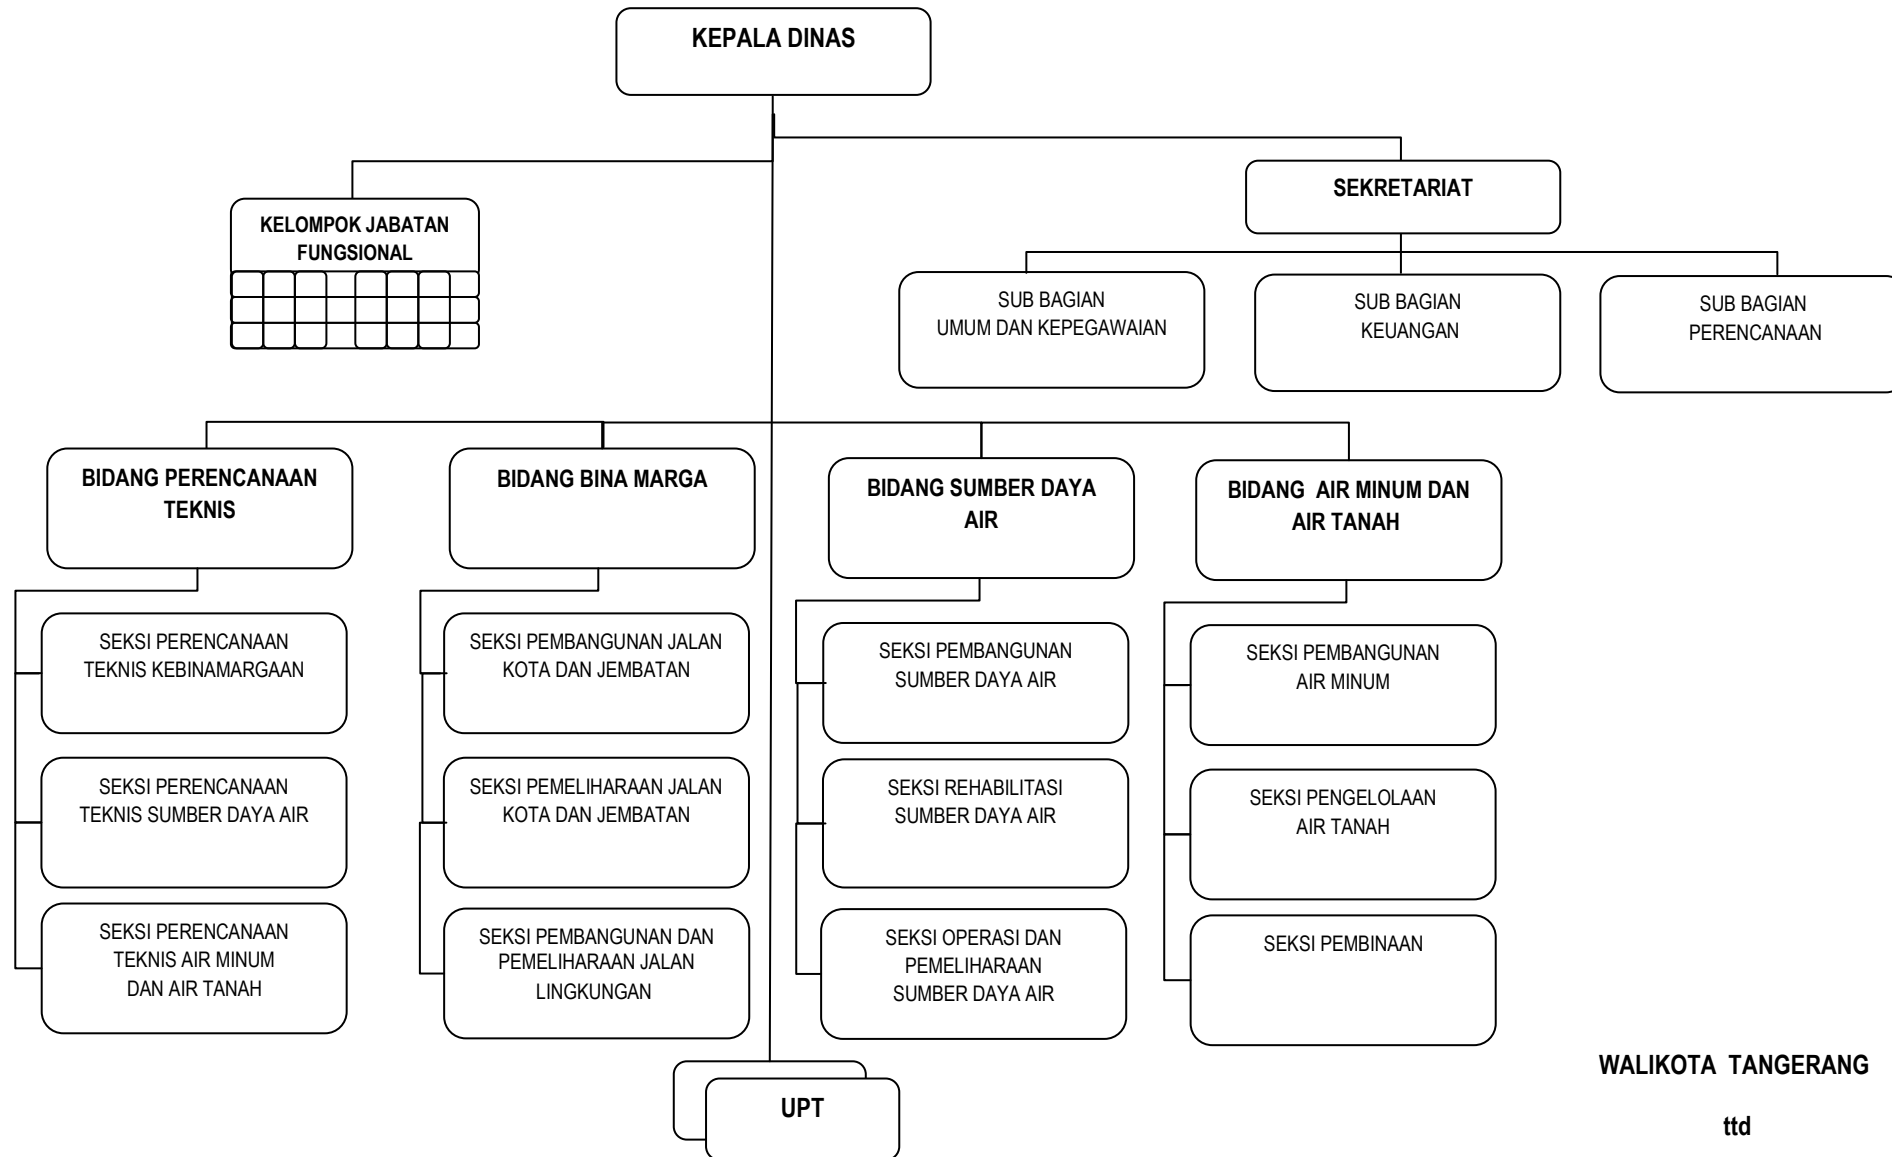 KEPALA DINAS
SEKRETARIAT
KELOMPOK JABATAN
FUNGSIONAL
SUB BAGIAN
UMUM DAN KEPEGAWAIAN
SUB BAGIAN
KEUANGAN
SUB BAGIAN
PERENCANAAN
BIDANG PERENCANAAN
TEKNIS
BIDANG BINA MARGA
BIDANG SUMBER DAYA
AIR
BIDANG  AIR MINUM DAN
AIR TANAH
SEKSI PERENCANAAN
TEKNIS KEBINAMARGAAN
SEKSI PEMBANGUNAN JALAN
KOTA DAN JEMBATAN
SEKSI PEMBANGUNAN
SUMBER DAYA AIR
SEKSI PEMBANGUNAN
AIR MINUM
SEKSI PERENCANAAN
TEKNIS SUMBER DAYA AIR
SEKSI PEMELIHARAAN JALAN
KOTA DAN JEMBATAN
SEKSI REHABILITASI
SUMBER DAYA AIR
SEKSI PENGELOLAAN
AIR TANAH
SEKSI PERENCANAAN
TEKNIS AIR MINUM
DAN AIR TANAH
SEKSI PEMBANGUNAN DAN
PEMELIHARAAN JALAN
LINGKUNGAN
SEKSI OPERASI DAN
PEMELIHARAAN
SUMBER DAYA AIR
SEKSI PEMBINAAN
UPT
WALIKOTA  TANGERANG
ttd